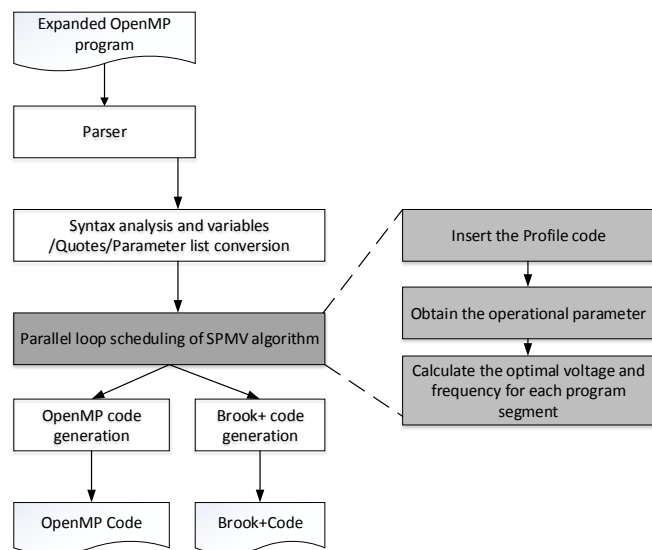 Expanded OpenMP
program
Parser
Syntax analysis and variables
/Quotes/Parameter list conversion
Parallel loop scheduling of SPMV algorithm
OpenMP code
generation
Brook+ code
generation
OpenMP Code
Brook+Code
Insert the Profile code
Obtain the operational parameter
Calculate the optimal voltage and
frequency for each program
segment